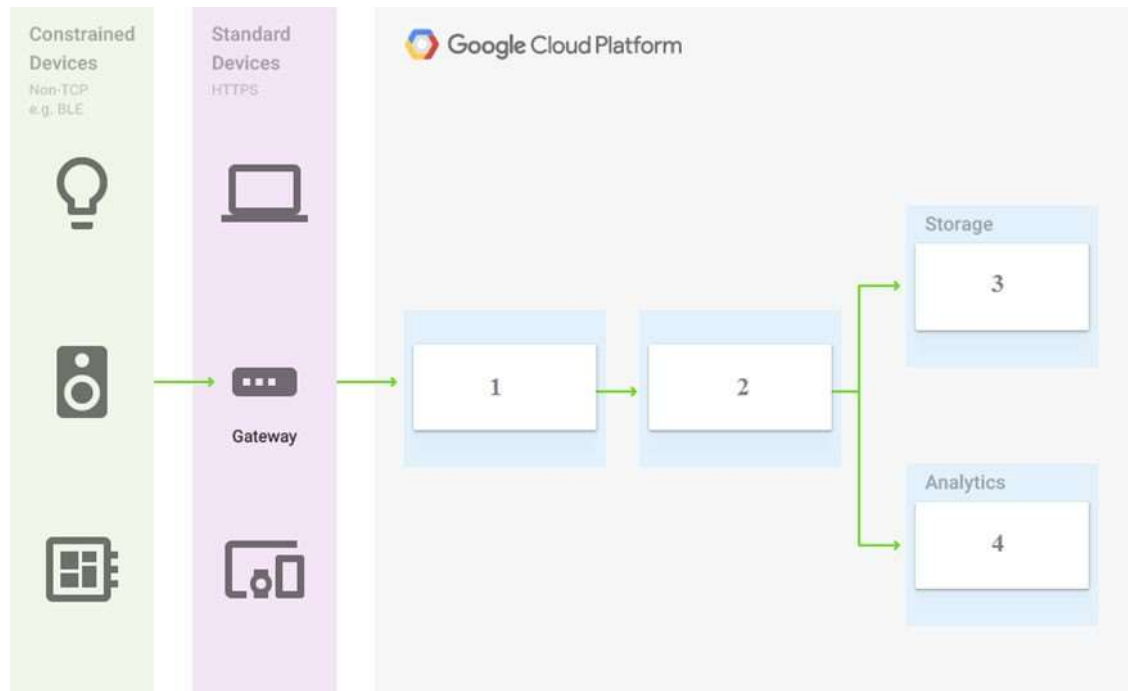 Constrained
Devices
Non-TCP
e.g. BLE
Standard
Devices
HTTPS
Google Cloud Platform
Gateway
1
2
Storage
3
Analytics
4